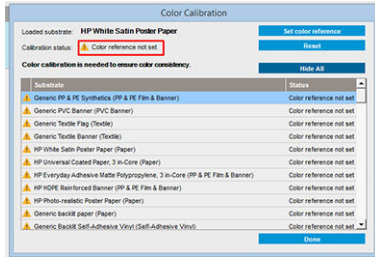 Color Calibration
Loaded substrate: HP White Satin Poster Paper
Set color reference
Calibration status: Color reference not set
Reset
Color calibration is needed to ensure color consistency.
Hide All
Substrate Status
Generic PP & PE Synthetics (PP & PE Film & Banner) Color reference not set
Generic PVC Banner (PVC Banner) Color reference not set
Generic Textile Flag (Textile) Color reference not set
Generic Textile Banner (Textile) Color reference not set
HP White Satin Poster Paper (Paper) Color reference not set
HP Universal Coated Paper, 3 in-Core (Paper) Color reference not set
HP Everyday Adhesive Matte Polypropylene, 3 in-Core (PP & PE Film & Banner) Color reference not set
HP HDPE Reinforced Banner (PP & PE Film & Banner) Color reference not set
HP Photo-realistic Poster Paper (Paper) Color reference not set
Generic backlit paper (Paper) Color reference not set
Generic Backlit Self-Adhesive Vinyl (Self-Adhesive Vinyl) Color reference not set
Done